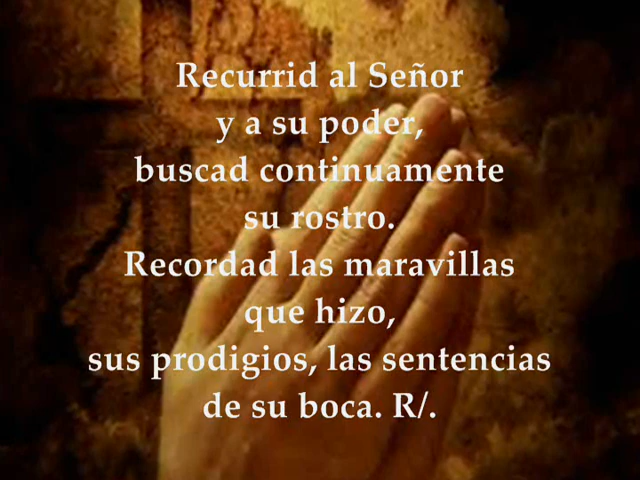 Recurrid al Señor
y a su poder,
buscad continuamente
su rostro.
Recordad las maravillas
que hizo,
sus prodigios, las sentencias
de su boca. R/.